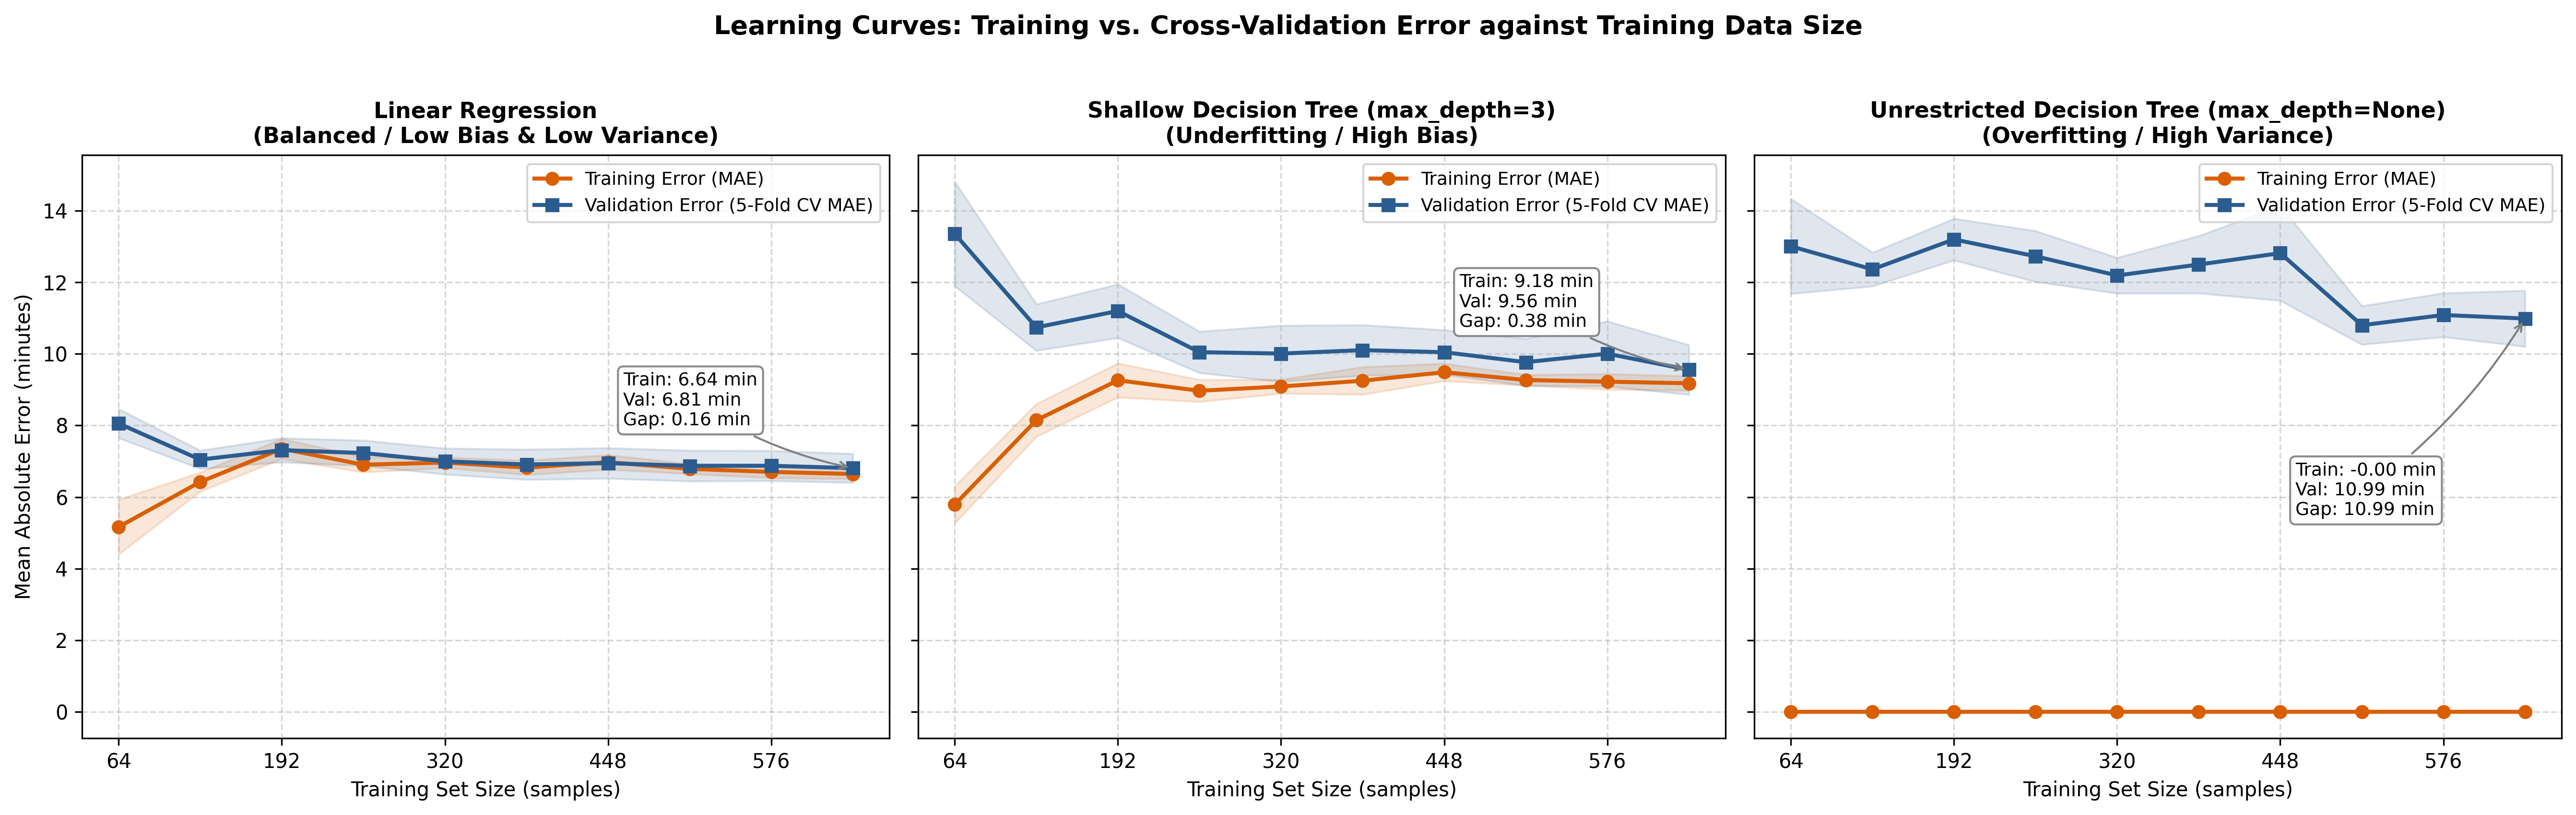 Learning Curves: Training vs. Cross-Validation Error against Training Data Size
Linear Regression
(Balanced / Low Bias & Low Variance)
Training Error (MAE)
Validation Error (5-Fold CV MAE)
Train: 6.64 min
Val: 6.81 min
Gap: 0.16 min
Mean Absolute Error (minutes)
14
12
10
8
6
4
2
0
64
192
320
448
576
Training Set Size (samples)
Shallow Decision Tree (max_depth=3)
(Underfitting / High Bias)
Training Error (MAE)
Validation Error (5-Fold CV MAE)
Train: 9.18 min
Val: 9.56 min
Gap: 0.38 min
64
192
320
448
576
Training Set Size (samples)
Unrestricted Decision Tree (max_depth=None)
(Overfitting / High Variance)
Training Error (MAE)
Validation Error (5-Fold CV MAE)
Train: -0.00 min
Val: 10.99 min
Gap: 10.99 min
64
192
320
448
576
Training Set Size (samples)